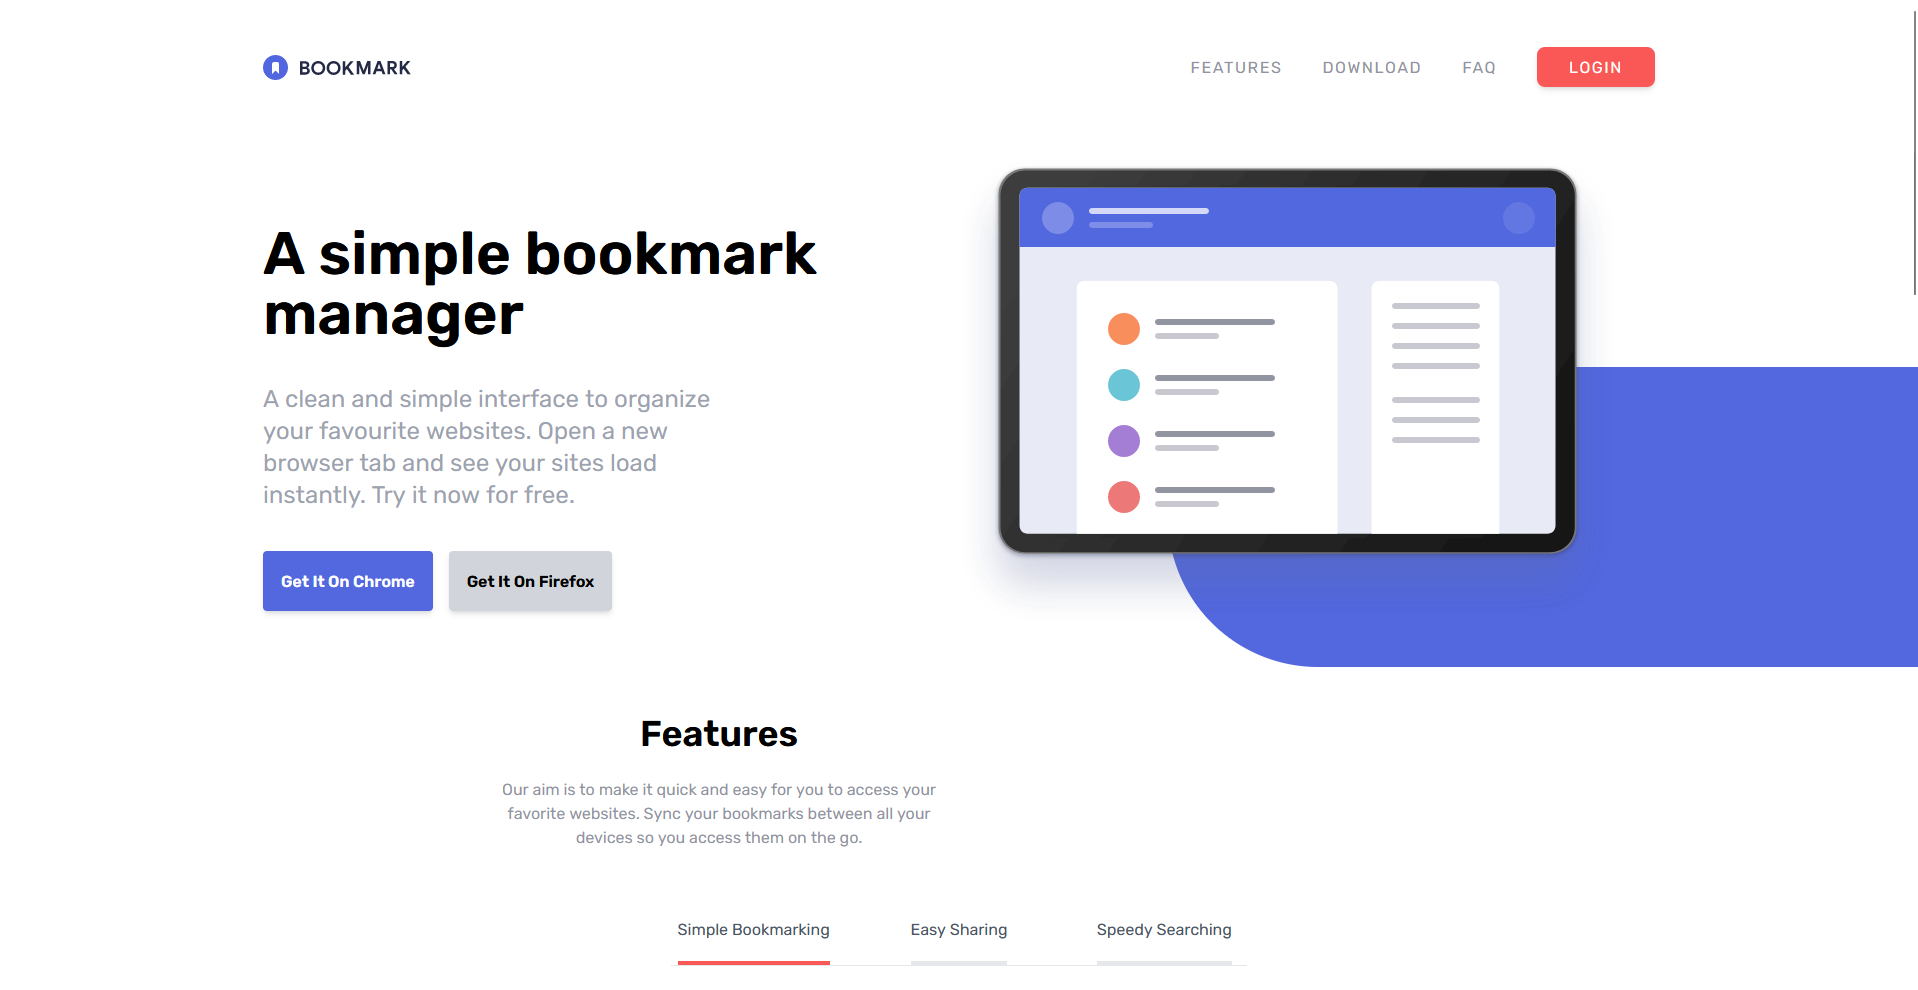 BOOKMARK
FEATURES
DOWNLOAD
FAQ
LOGIN
A simple bookmark
manager
A clean and simple interface to organize
your favourite websites. Open a new
browser tab and see your sites load
instantly. Try it now for free.
Get It On Chrome
Get It On Firefox
Features
Our aim is to make it quick and easy for you to access your
favorite websites. Sync your bookmarks between all your
devices so you access them on the go.
Simple Bookmarking
Easy Sharing
Speedy Searching